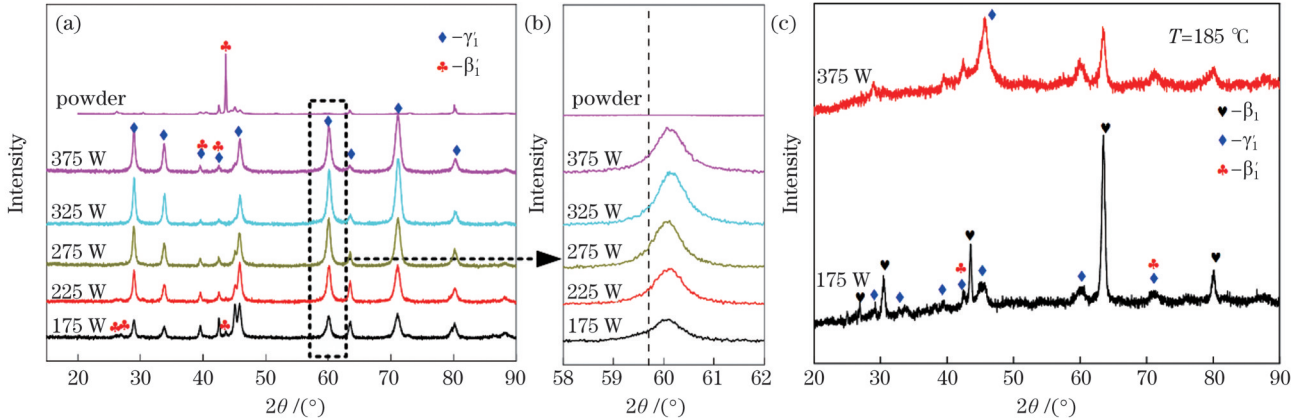 (a)
♦ –γ′₁
♣ –β′₁
powder
375 W
325 W
275 W
225 W
175 W
Intensity
20 30 40 50 60 70 80 90
2θ /(°)
(b)
375 W
325 W
275 W
225 W
175 W
Intensity
58 59 60 61 62
2θ /(°)
(c)
T=185 ℃
375 W
♥ –β₁
♦ –γ′₁
♣ –β′₁
175 W
Intensity
20 30 40 50 60 70 80 90
2θ /(°)